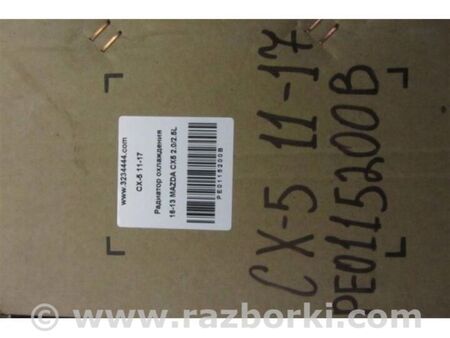 www.3234444.com
CX-5 11-17
Радиатор охлаждения
16-13 MAZDA CX5 2.0/2.5L
PE0115200B
CX-5 11-17
PE0115200B
www.razborki.com